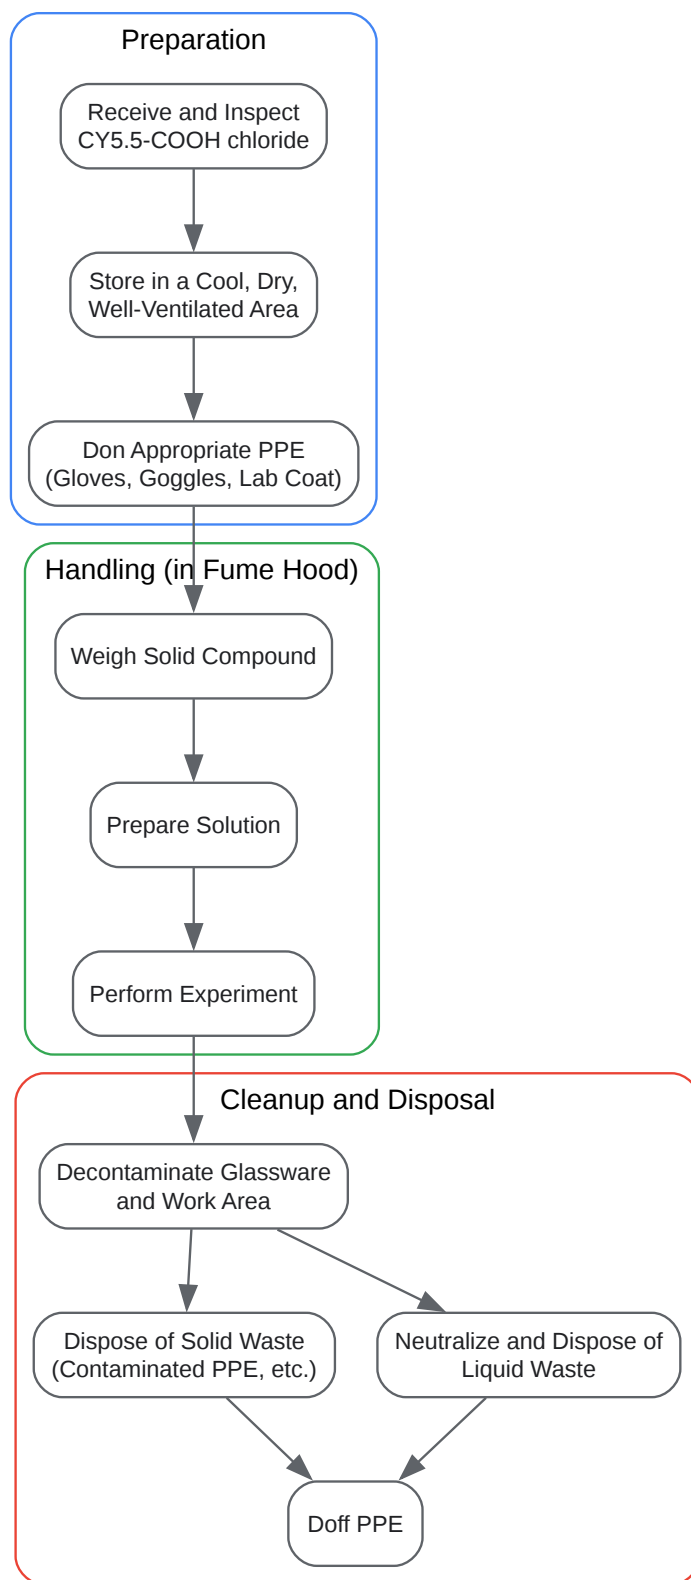 Preparation
Receive and Inspect
CY5.5-COOH chloride
Store in a Cool, Dry,
Well-Ventilated Area
Don Appropriate PPE
(Gloves, Goggles, Lab Coat)
Handling (in Fume Hood)
Weigh Solid Compound
Prepare Solution
Perform Experiment
Cleanup and Disposal
Decontaminate Glassware
and Work Area
Dispose of Solid Waste
(Contaminated PPE, etc.)
Neutralize and Dispose of
Liquid Waste
Doff PPE